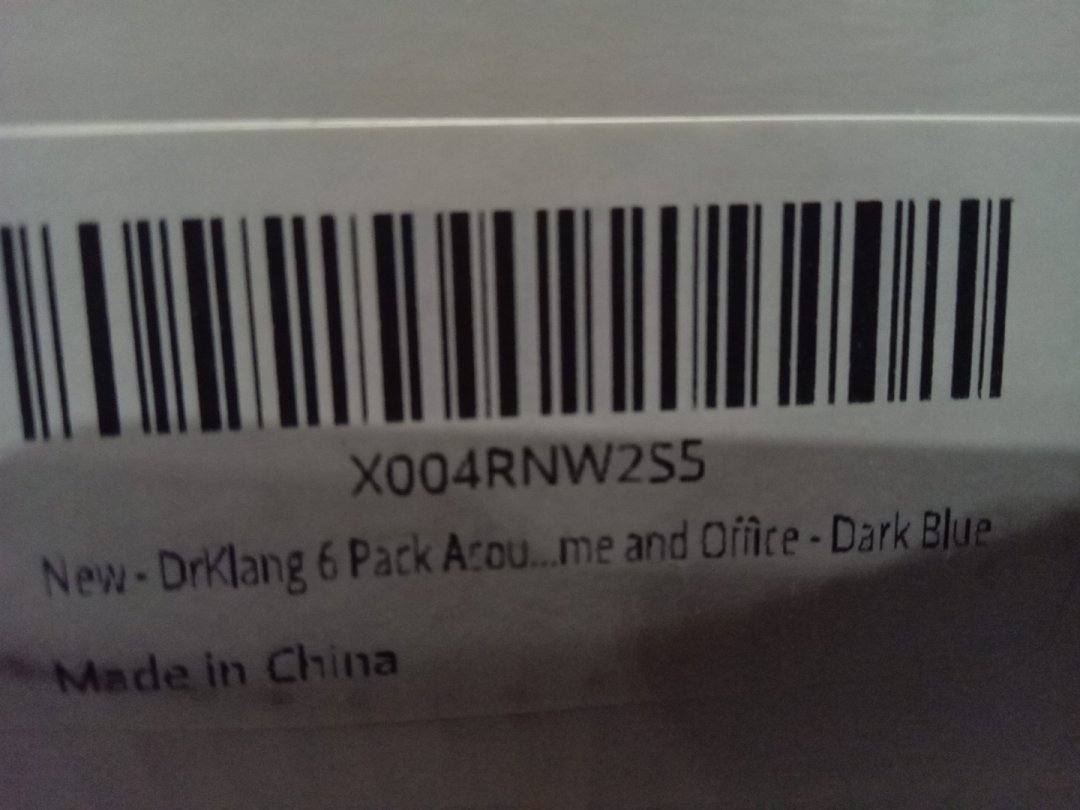 X004RNW2S5
New - DrKlang 6 Pack Acou...me and Office - Dark Blue
Made in China